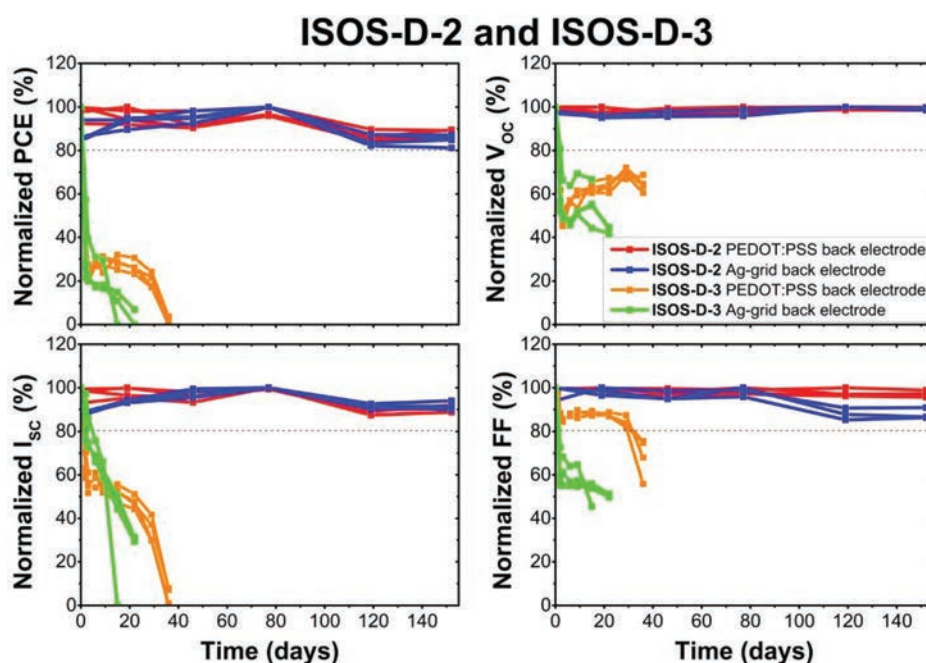 ISOS-D-2 and ISOS-D-3
Normalized PCE (%)
120
100
80
60
40
20
0
Normalized VOC (%)
120
100
80
60
40
20
0
ISOS-D-2 PEDOT:PSS back electrode
ISOS-D-2 Ag-grid back electrode
ISOS-D-3 PEDOT:PSS back electrode
ISOS-D-3 Ag-grid back electrode
Normalized ISC (%)
120
100
80
60
40
20
0
0 20 40 60 80 100 120 140
Time (days)
Normalized FF (%)
120
100
80
60
40
20
0
0 20 40 60 80 100 120 140
Time (days)